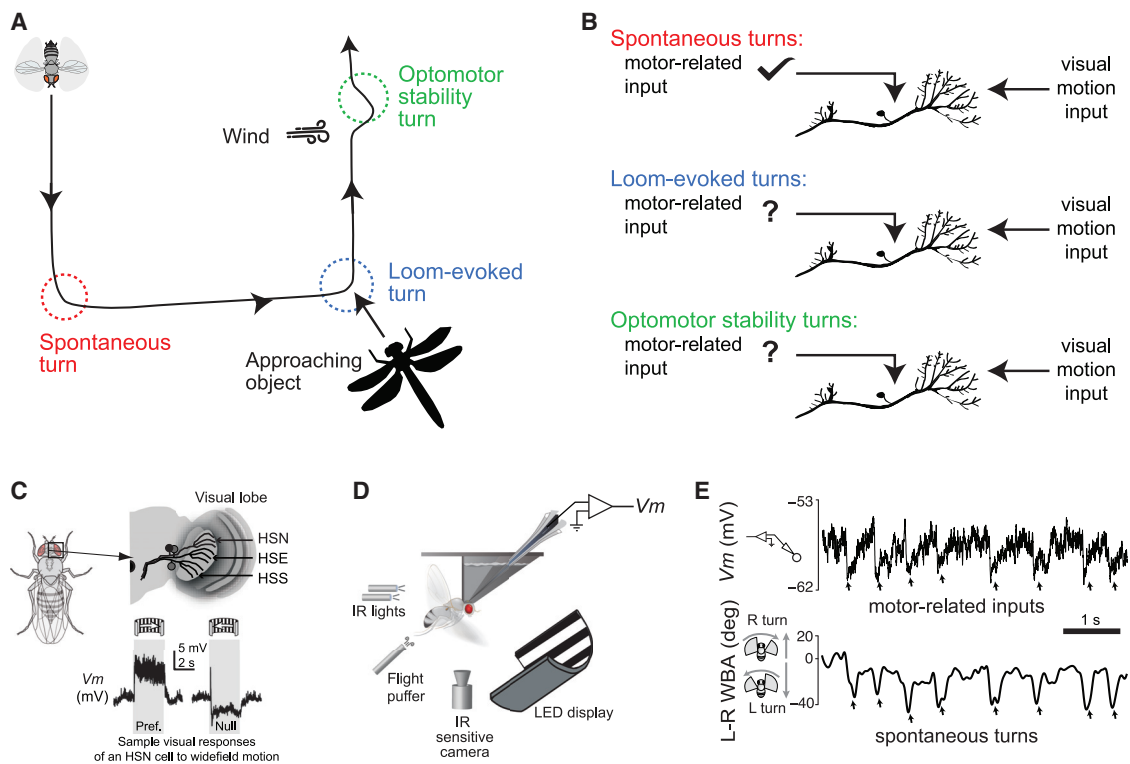 A
Optomotor
stability
turn
Wind
Loom-evoked
turn
Spontaneous
turn
Approaching
object
B
Spontaneous turns:
motor-related
input
visual
motion
input
Loom-evoked turns:
motor-related
input
?
visual
motion
input
Optomotor stability turns:
motor-related
input
?
visual
motion
input
C
Visual lobe
HSN
HSE
HSS
5 mV
2 s
Vm
(mV)
Pref.
Null
Sample visual responses
of an HSN cell to widefield motion
D
Vm
IR lights
Flight
puffer
IR
sensitive
camera
LED display
E
Vm (mV)
−53
−62
motor-related inputs
1 s
L-R WBA (deg)
R turn
L turn
20
0
−40
spontaneous turns